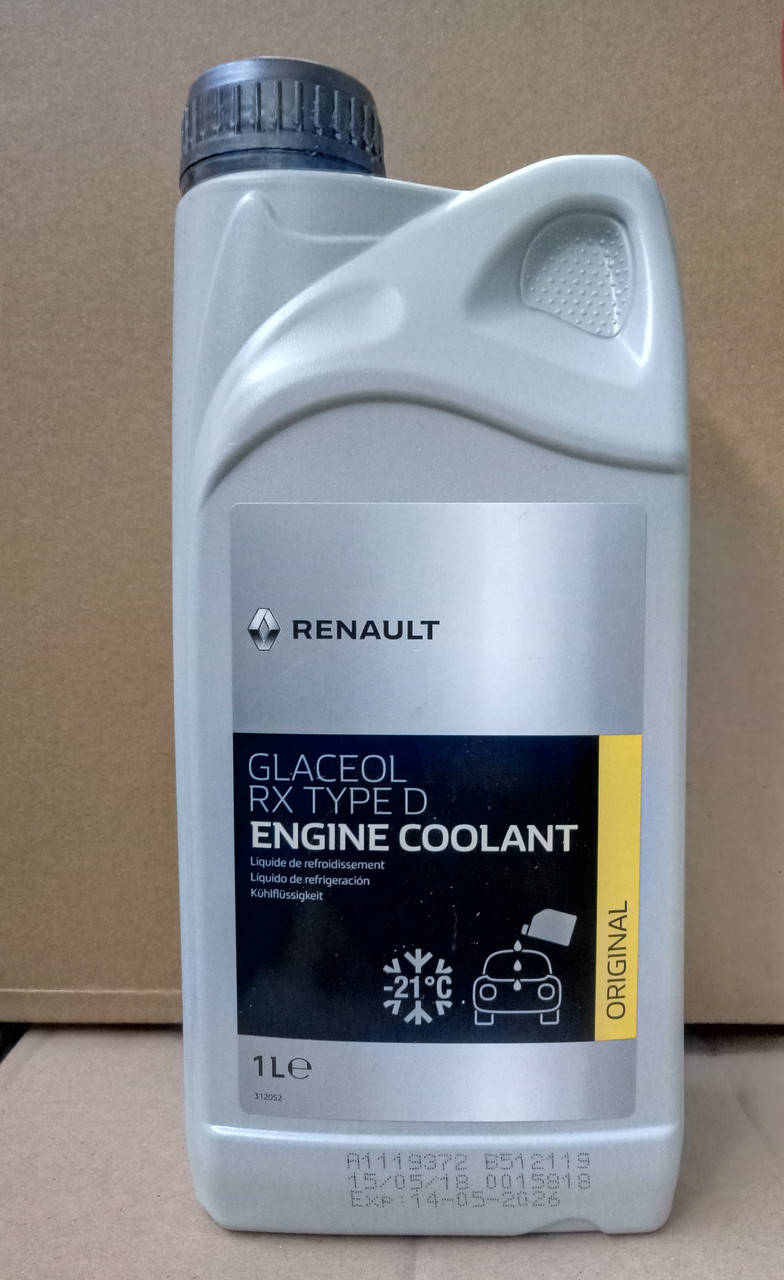 RENAULT
GLACEOL
RX TYPE D
ENGINE COOLANT
Liquide de refroidissement
Líquido de refrigeración
Kühlflüssigkeit
-21°C
ORIGINAL
1L℮
312052
A1119372 B512119
15/05/18 0015818
Exp:14-05-2026